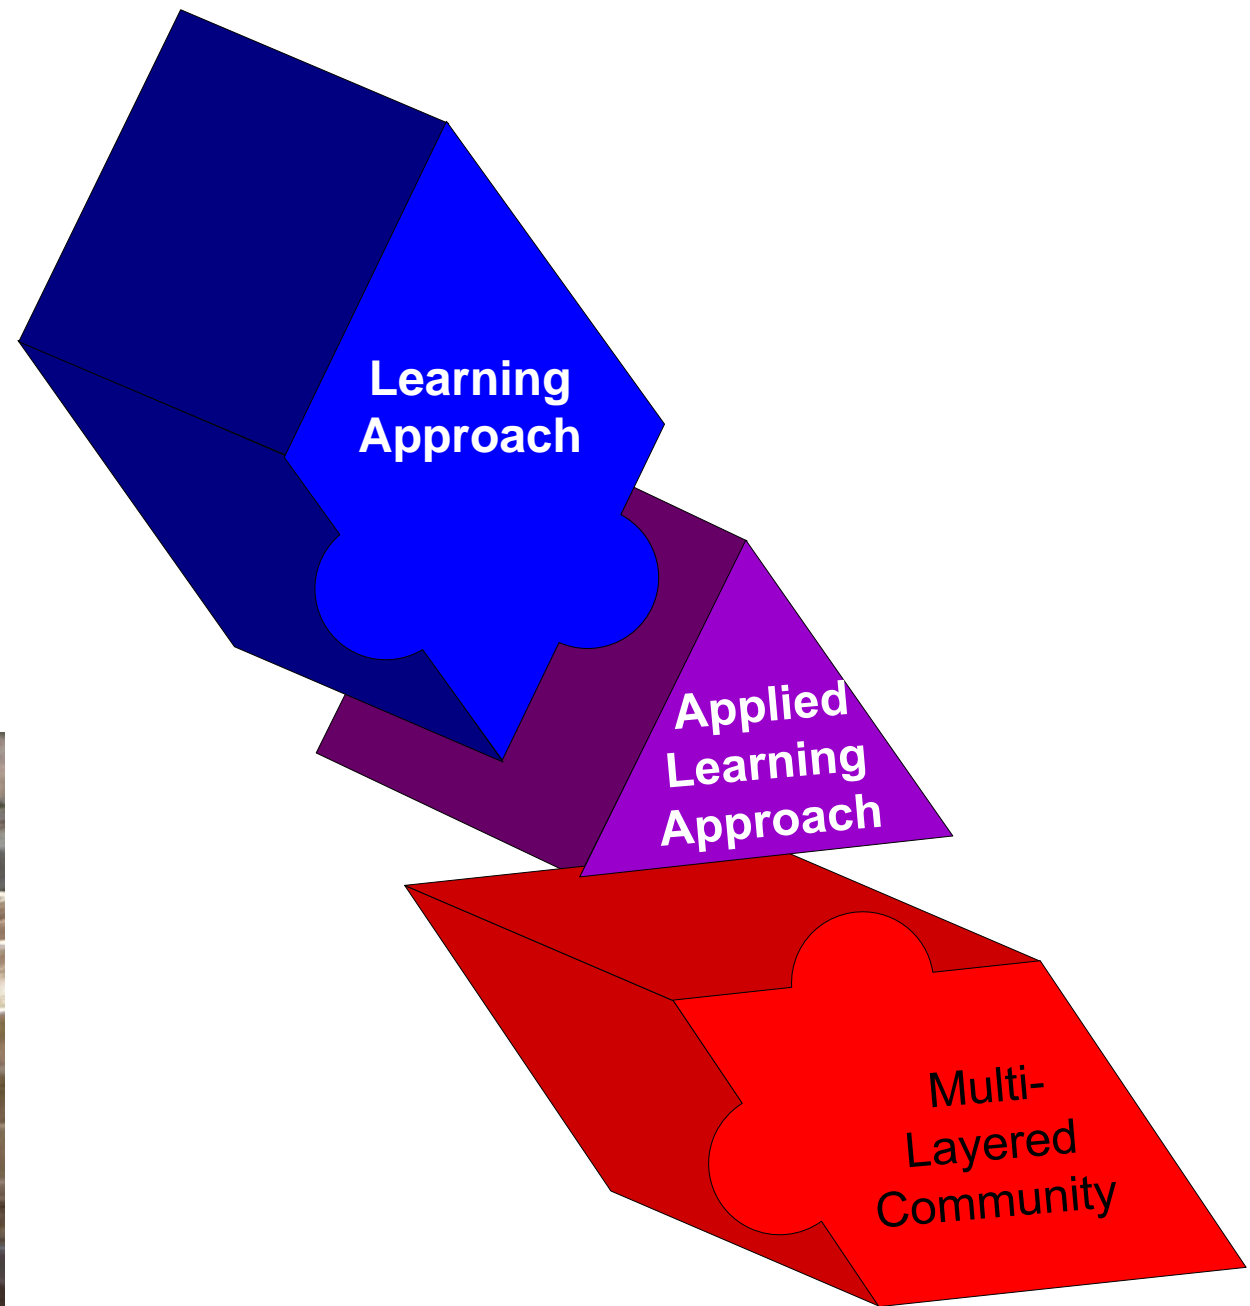 Learning
Approach
Applied
Learning
Approach
Multi-
Layered
Community